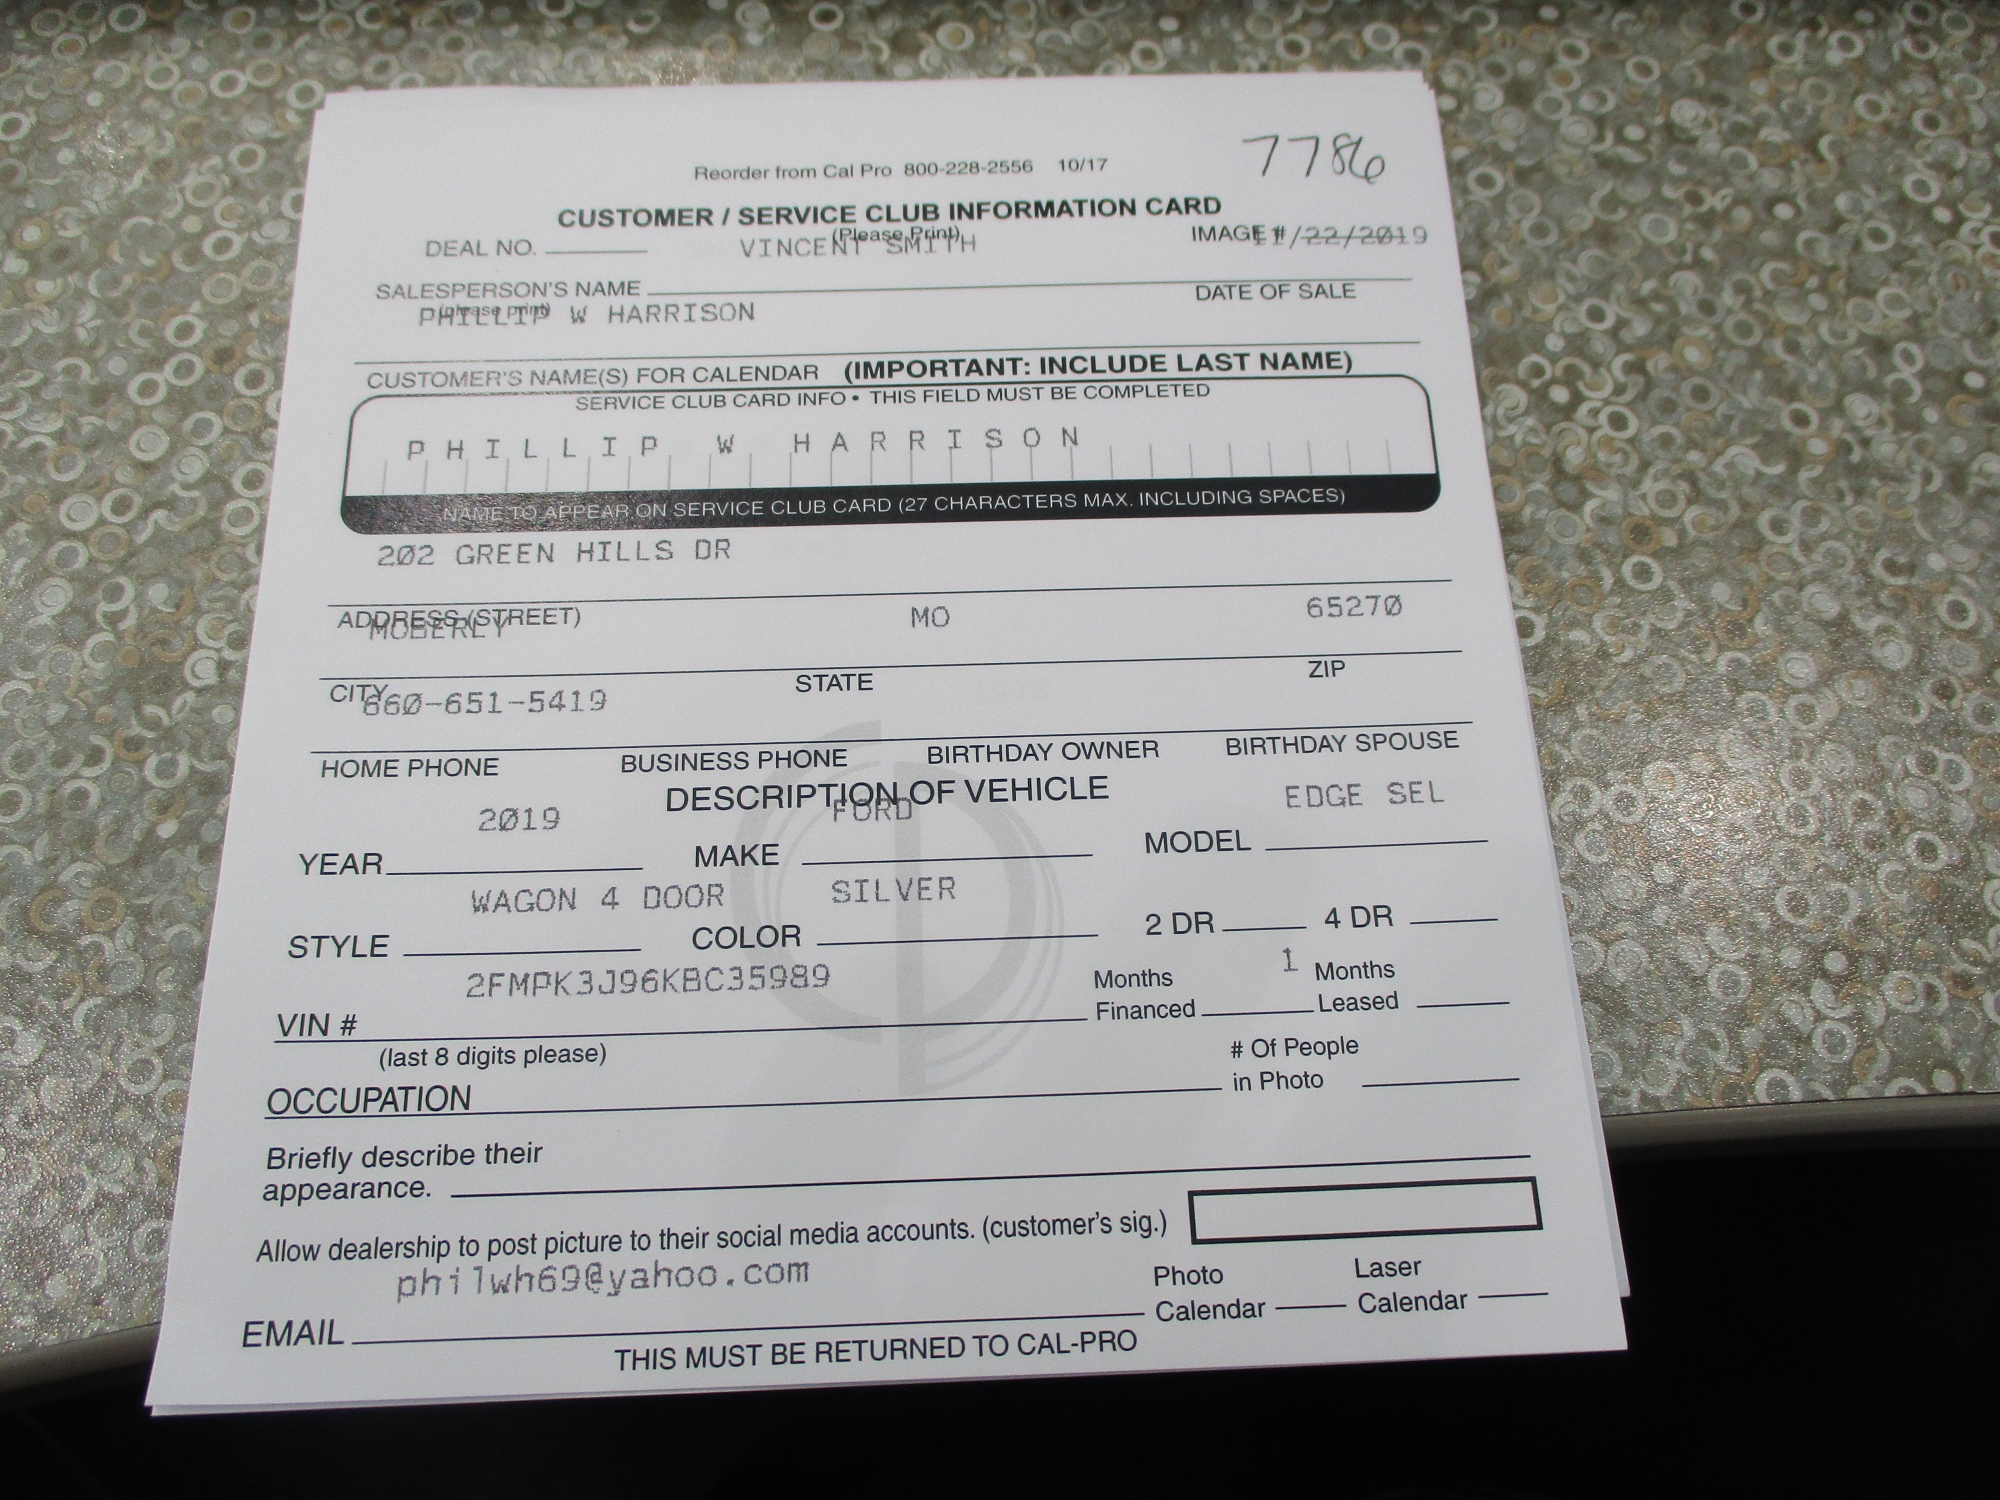 7786
Reorder from Cal Pro 800-228-2556 10/17
CUSTOMER / SERVICE CLUB INFORMATION CARD
(Please Print)
DEAL NO. VINCENT SMITH IMAGE # 11/22/2019
SALESPERSON'S NAME DATE OF SALE
(please print)
PHILLIP W HARRISON
CUSTOMER'S NAME(S) FOR CALENDAR (IMPORTANT: INCLUDE LAST NAME)
SERVICE CLUB CARD INFO • THIS FIELD MUST BE COMPLETED
PHILLIP W HARRISON
NAME TO APPEAR ON SERVICE CLUB CARD (27 CHARACTERS MAX. INCLUDING SPACES)
202 GREEN HILLS DR
ADDRESS (STREET)
MOBERLY MO 65270
CITY STATE ZIP
660-651-5419
HOME PHONE BUSINESS PHONE BIRTHDAY OWNER BIRTHDAY SPOUSE
DESCRIPTION OF VEHICLE
2019 FORD EDGE SEL
YEAR MAKE MODEL
WAGON 4 DOOR SILVER
STYLE COLOR 2 DR 4 DR
2FMPK3J96KBC35989 Months 1 Months
VIN # Financed Leased
(last 8 digits please) # Of People
OCCUPATION in Photo
Briefly describe their
appearance.
Allow dealership to post picture to their social media accounts. (customer's sig.)
philwh69@yahoo.com Photo Laser
EMAIL Calendar Calendar
THIS MUST BE RETURNED TO CAL-PRO